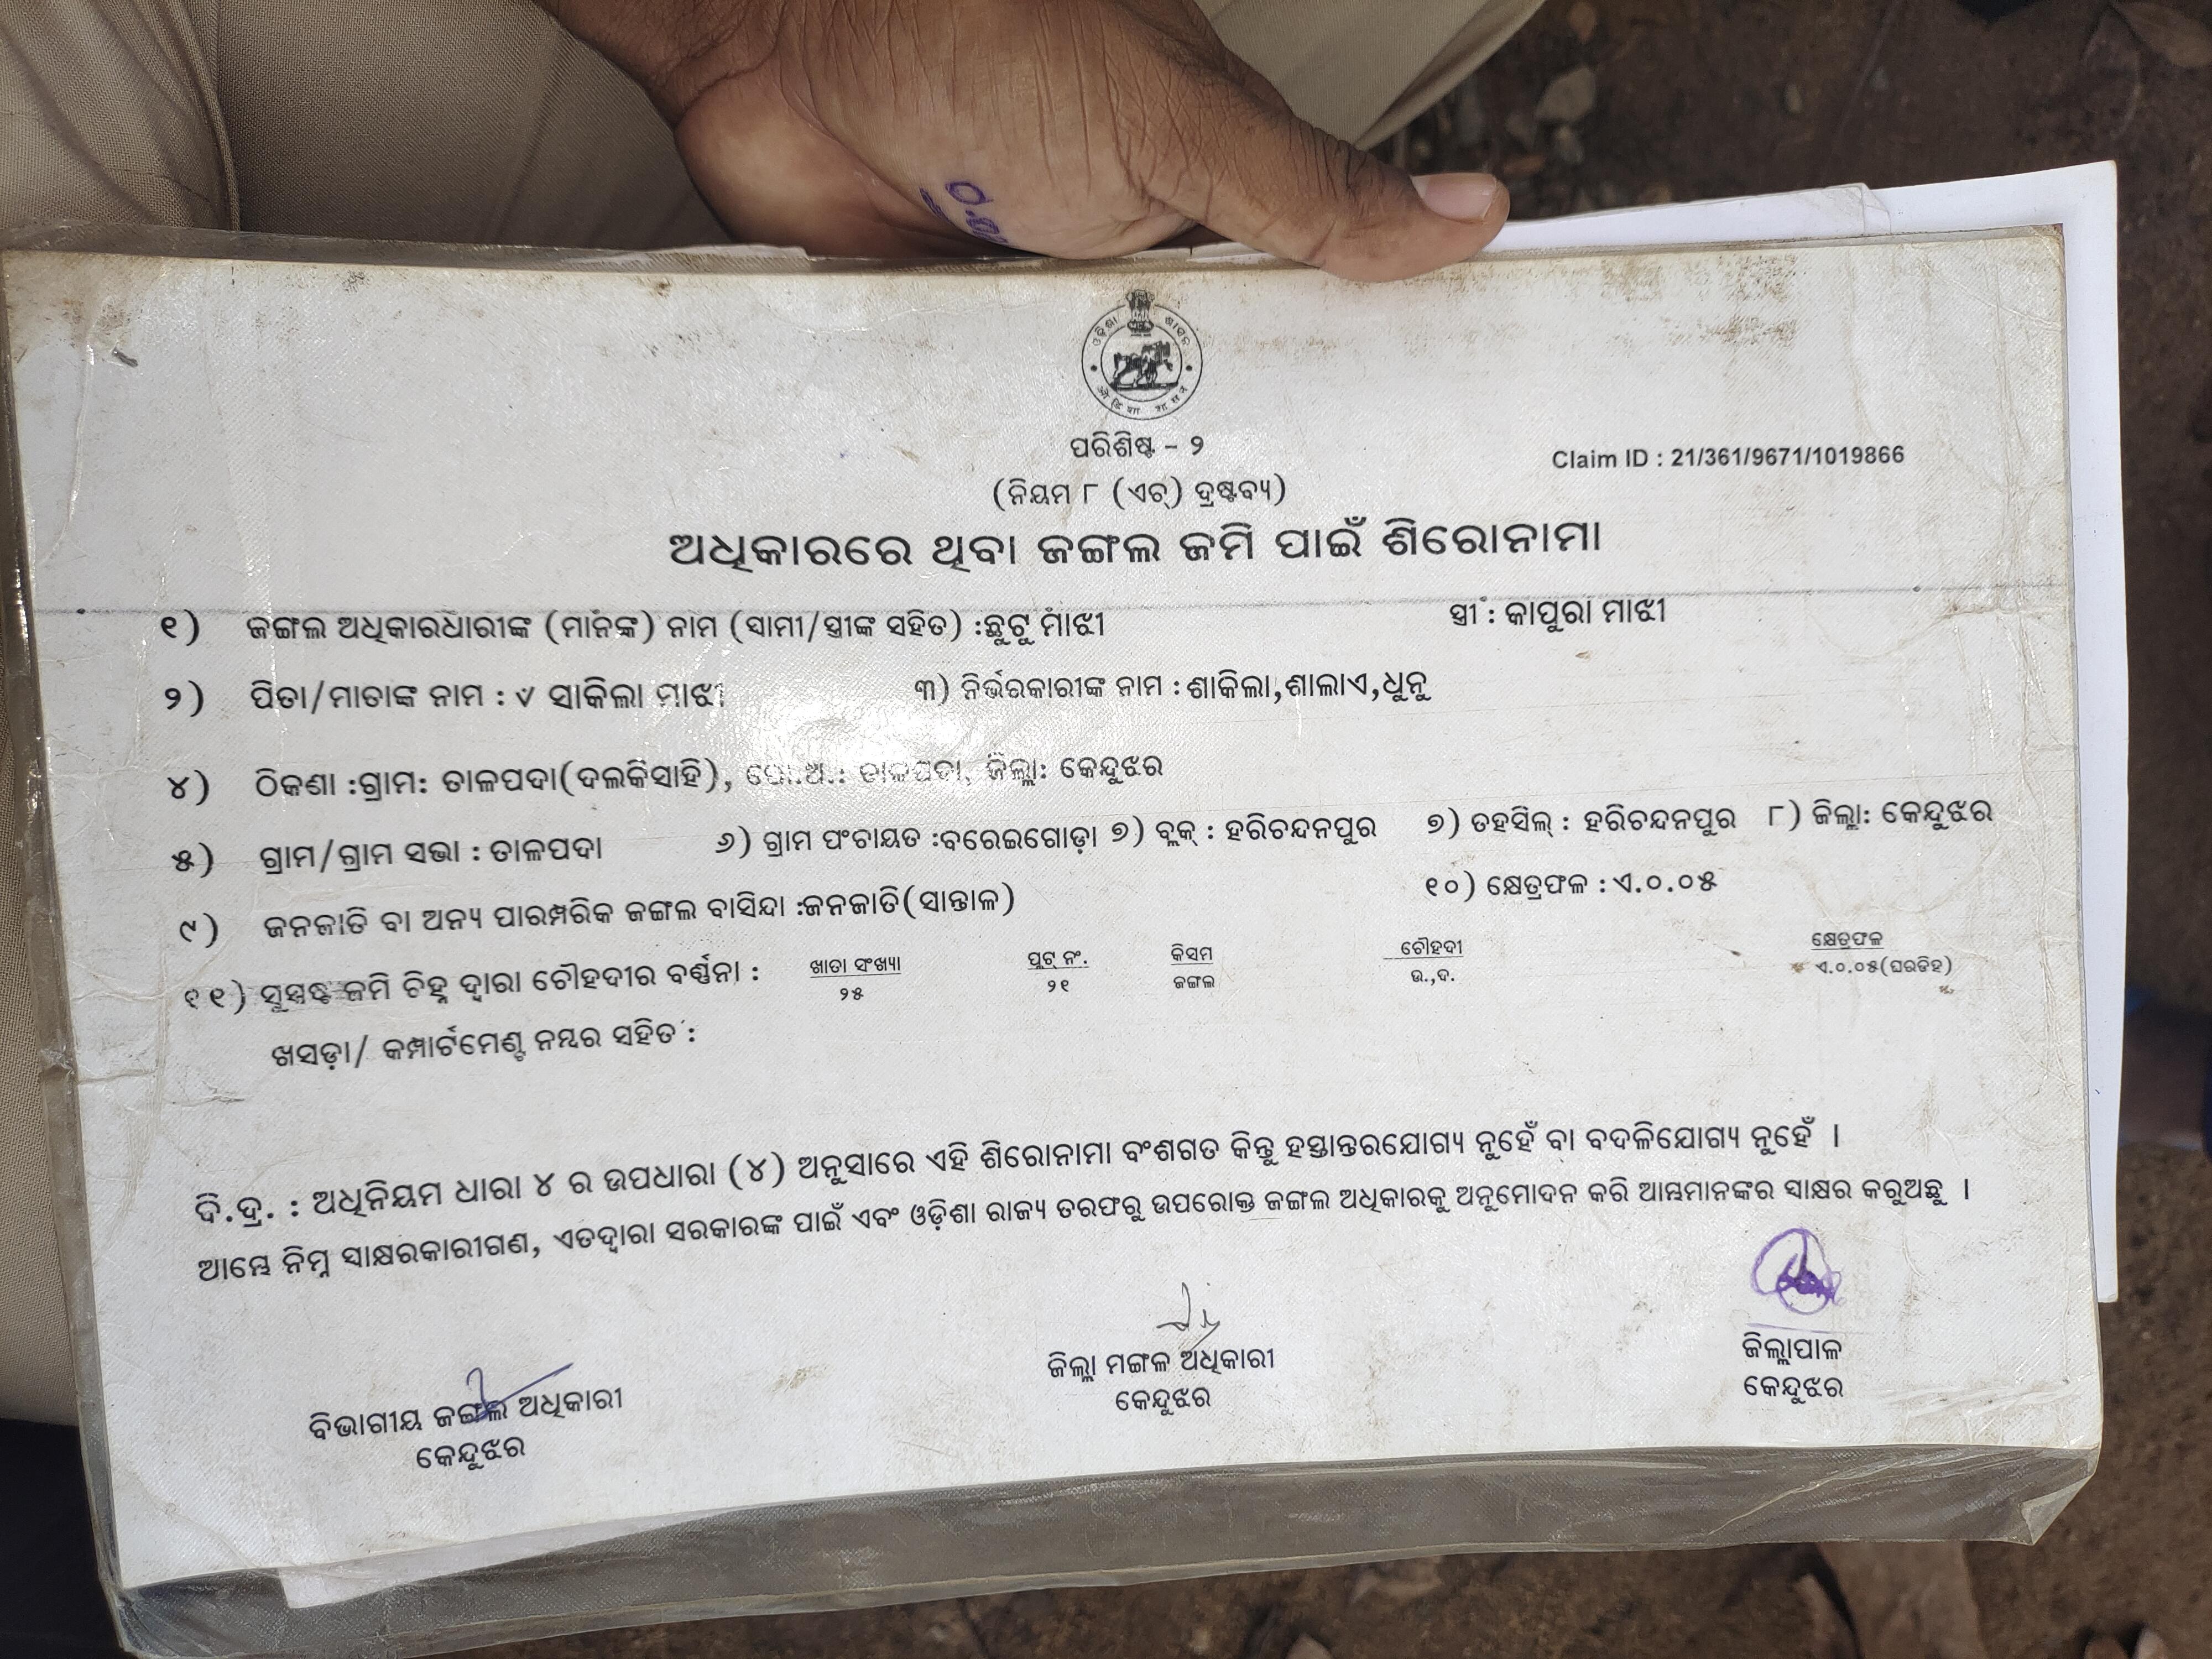 ଓଡ଼ିଶା ଶାସନ
ओडिशा शासन
ପରିଶିଷ୍ଟ - ୨
Claim ID : 21/361/9671/1019866
(ନିୟମ ୮ (ଏଚ୍) ଦ୍ରଷ୍ଟବ୍ୟ)
ଅଧିକାରରେ ଥିବା ଜଙ୍ଗଲ ଜମି ପାଇଁ ଶିରୋନାମା
୧) ଜଙ୍ଗଲ ଅଧିକାରଧାରୀଙ୍କ (ମାନଙ୍କ) ନାମ (ସାମୀ/ସ୍ତ୍ରୀଙ୍କ ସହିତ) :ଛୁଟୁ ମାଝୀ ସ୍ତ୍ରୀ : କାପୁରା ମାଝୀ
୨) ପିତା/ମାତାଙ୍କ ନାମ : ୰ ସାକିଲା ମାଝୀ ୩) ନିର୍ଭରକାରୀଙ୍କ ନାମ : ଶାକିଲା,ଶାଲାଏ,ଧୁନୁ
୪) ଠିକଣା :ଗ୍ରାମ: ତାଳପଦା(ଦଲକିସାହି), ପୋ.ଅ.: ତାଳପଦା, ଜିଲ୍ଲା: କେନ୍ଦୁଝର
୫) ଗ୍ରାମ/ଗ୍ରାମ ସଭା : ତାଳପଦା ୬) ଗ୍ରାମ ପଂଚାୟତ :ବରେଇଗୋଡ଼ା ୭) ବ୍ଲକ୍ : ହରିଚନ୍ଦନପୁର ୭) ତହସିଲ୍ : ହରିଚନ୍ଦନପୁର ୮) ଜିଲ୍ଲା: କେନ୍ଦୁଝର
୯) ଜନଜାତି ବା ଅନ୍ୟ ପାରମ୍ପରିକ ଜଙ୍ଗଲ ବାସିନ୍ଦା :ଜନଜାତି(ସାନ୍ତାଳ) ୧୦) କ୍ଷେତ୍ରଫଳ : ଏ.୦.୦୫
୧୧) ସୁସ୍ପଷ୍ଟ ଜମି ଚିହ୍ନ ଦ୍ୱାରା ଚୌହଦୀର ବର୍ଣ୍ଣନା : ଖାତା ସଂଖ୍ୟା ପ୍ଲଟ୍ ନଂ. କିସମ ଚୌହଦୀ କ୍ଷେତ୍ରଫଳ
୨୫ ୨୧ ଜଙ୍ଗଲ ଉ.,ଦ. ଏ.୦.୦୫(ଘରଡିହ)
ଖସଡ଼ା/ କମ୍ପାର୍ଟମେଣ୍ଟ ନମ୍ବର ସହିତ :
ଦି.ଦ୍ର. : ଅଧିନିୟମ ଧାରା ୪ ର ଉପଧାରା (୪) ଅନୁସାରେ ଏହି ଶିରୋନାମା ବଂଶଗତ କିନ୍ତୁ ହସ୍ତାନ୍ତରଯୋଗ୍ୟ ନୁହେଁ ବା ବଦଳିଯୋଗ୍ୟ ନୁହେଁ ।
ଆମ୍ଭେ ନିମ୍ନ ସାକ୍ଷରକାରୀଗଣ, ଏତଦ୍ୱାରା ସରକାରଙ୍କ ପାଇଁ ଏବଂ ଓଡ଼ିଶା ରାଜ୍ୟ ତରଫରୁ ଉପରୋକ୍ତ ଜଙ୍ଗଲ ଅଧିକାରକୁ ଅନୁମୋଦନ କରି ଆମ୍ଭମାନଙ୍କର ସାକ୍ଷର କରୁଅଛୁ ।
ବିଭାଗୀୟ ଜଙ୍ଗଲ ଅଧିକାରୀ
କେନ୍ଦୁଝର
ଜିଲ୍ଲା ମଙ୍ଗଳ ଅଧିକାରୀ
କେନ୍ଦୁଝର
ଜିଲ୍ଲାପାଳ
କେନ୍ଦୁଝର